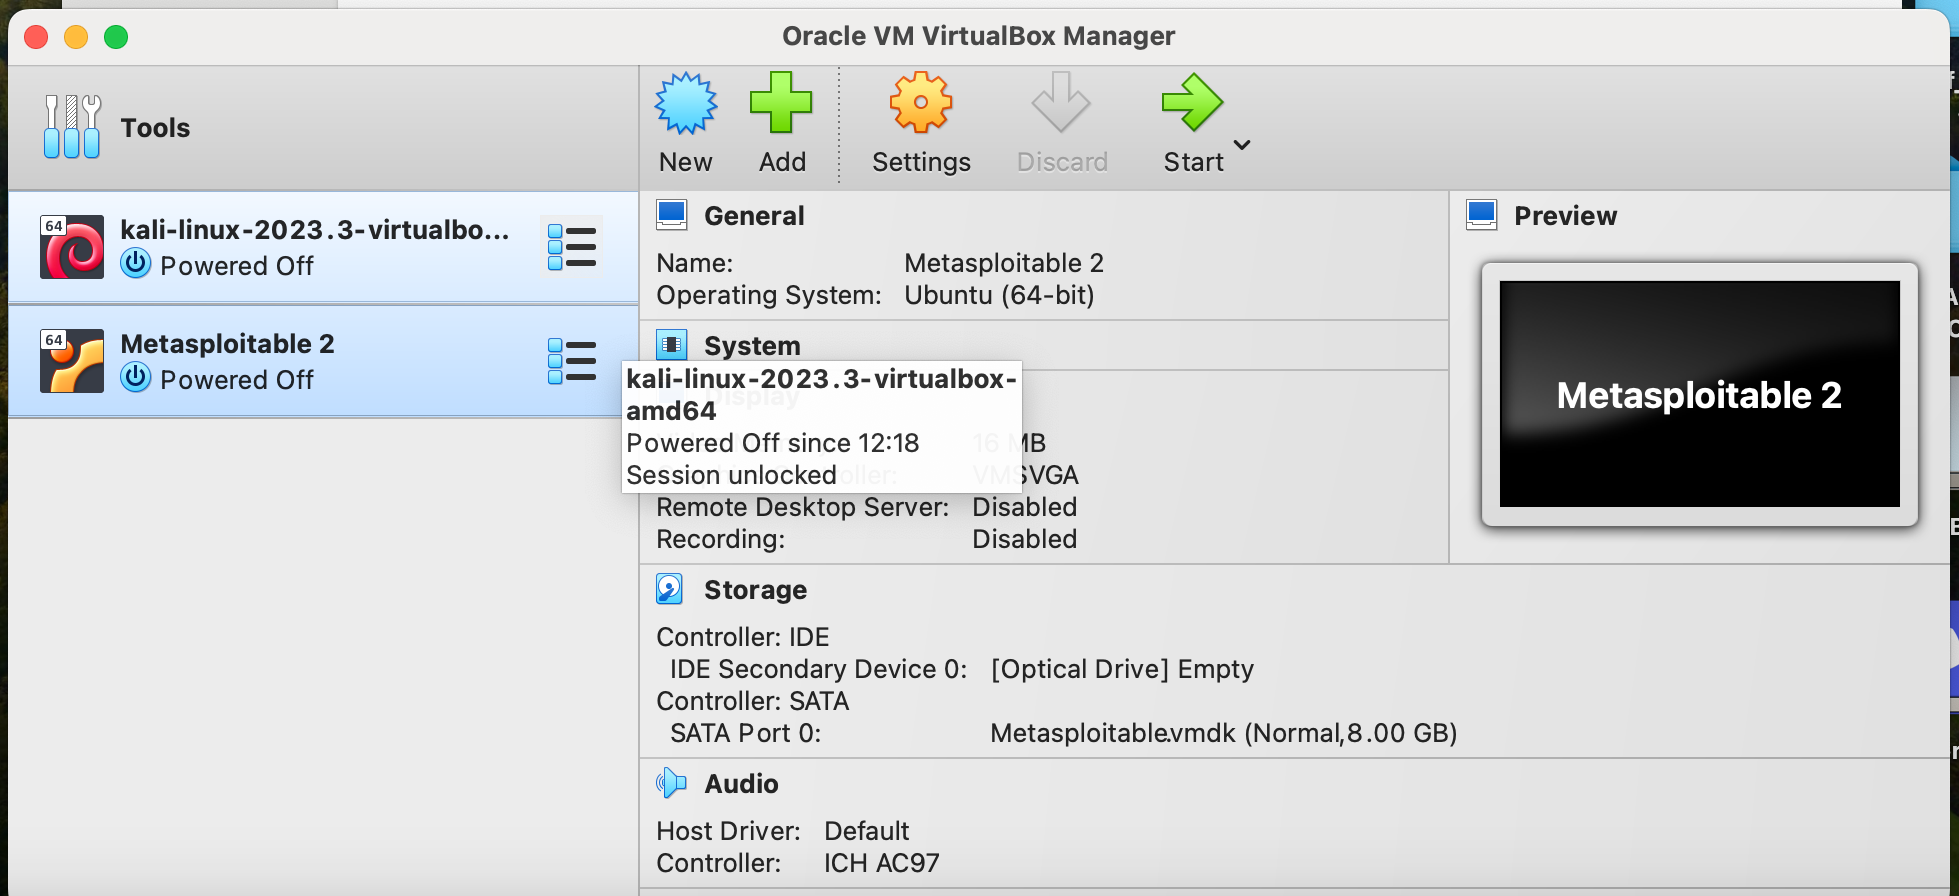 Oracle VM VirtualBox Manager
Tools
New
Add
Settings
Discard
Start
64
kali-linux-2023.3-virtualbo...
Powered Off
64
Metasploitable 2
Powered Off
General
Name: Metasploitable 2
Operating System: Ubuntu (64-bit)
System
kali-linux-2023.3-virtualbox-
amd64
Powered Off since 12:18
Session unlocked
Display
16 MB
VMSVGA
Remote Desktop Server: Disabled
Recording: Disabled
Storage
Controller: IDE
IDE Secondary Device 0: [Optical Drive] Empty
Controller: SATA
SATA Port 0: Metasploitable.vmdk (Normal,8.00 GB)
Audio
Host Driver: Default
Controller: ICH AC97
Preview
Metasploitable 2